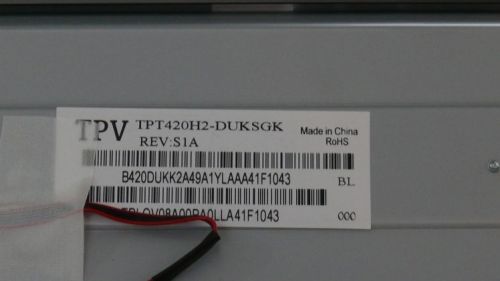 TPV TPT420H2-DUKSGK
REV:S1A
Made in China
RoHS
B420DUKK2A49A1YLAAA41F1043
BL
000